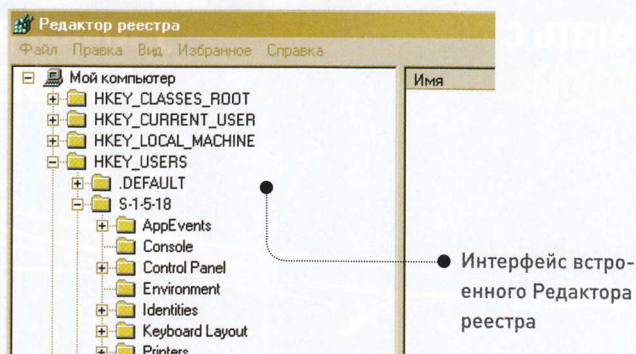 Редактор реестра
Файл Правка Вид Избранное Справка
Мой компьютер
Имя
HKEY_CLASSES_ROOT
HKEY_CURRENT_USER
HKEY_LOCAL_MACHINE
HKEY_USERS
.DEFAULT
S-1-5-18
AppEvents
Console
Control Panel
Environment
Identities
Keyboard Layout
Printers
Интерфейс встро-
енного Редактора
реестра